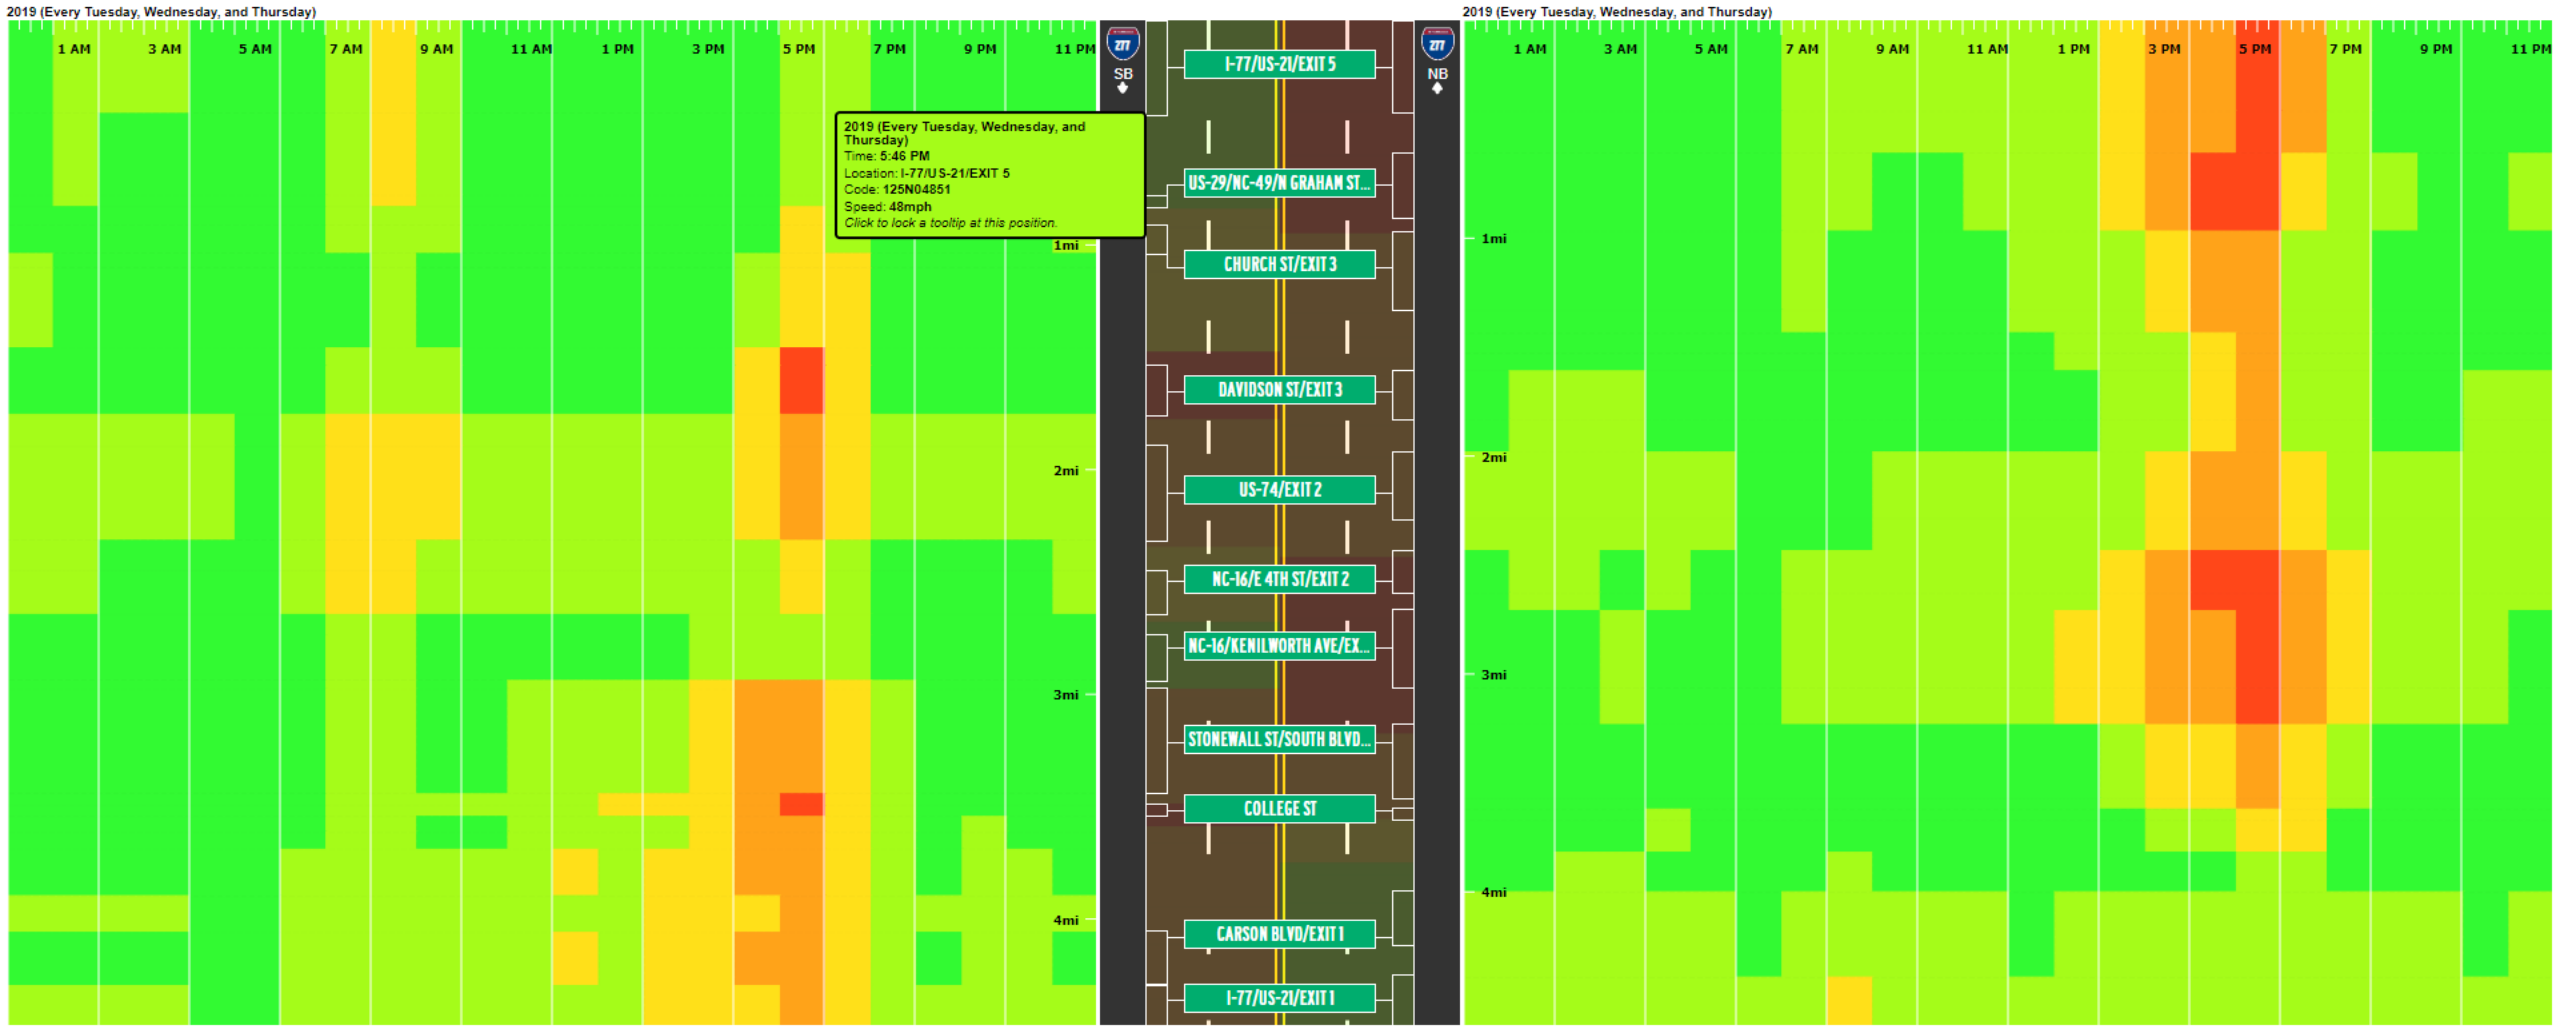 2019 (Every Tuesday, Wednesday, and Thursday)
1 AM 3 AM 5 AM 7 AM 9 AM 11 AM 1 PM 3 PM 5 PM 7 PM 9 PM 11 PM
2019 (Every Tuesday, Wednesday, and
Thursday)
Time: 5:46 PM
Location: I-77/US-21/EXIT 5
Code: 125N04851
Speed: 48mph
Click to lock a tooltip at this position.
1mi
2mi
3mi
4mi
277
SB
I-77/US-21/EXIT 5
US-29/NC-49/N GRAHAM ST...
CHURCH ST/EXIT 3
DAVIDSON ST/EXIT 3
US-74/EXIT 2
NC-16/E 4TH ST/EXIT 2
NC-16/KENILWORTH AVE/EX...
STONEWALL ST/SOUTH BLVD...
COLLEGE ST
CARSON BLVD/EXIT 1
I-77/US-21/EXIT 1
277
NB
2019 (Every Tuesday, Wednesday, and Thursday)
1 AM 3 AM 5 AM 7 AM 9 AM 11 AM 1 PM 3 PM 5 PM 7 PM 9 PM 11 PM
1mi
2mi
3mi
4mi